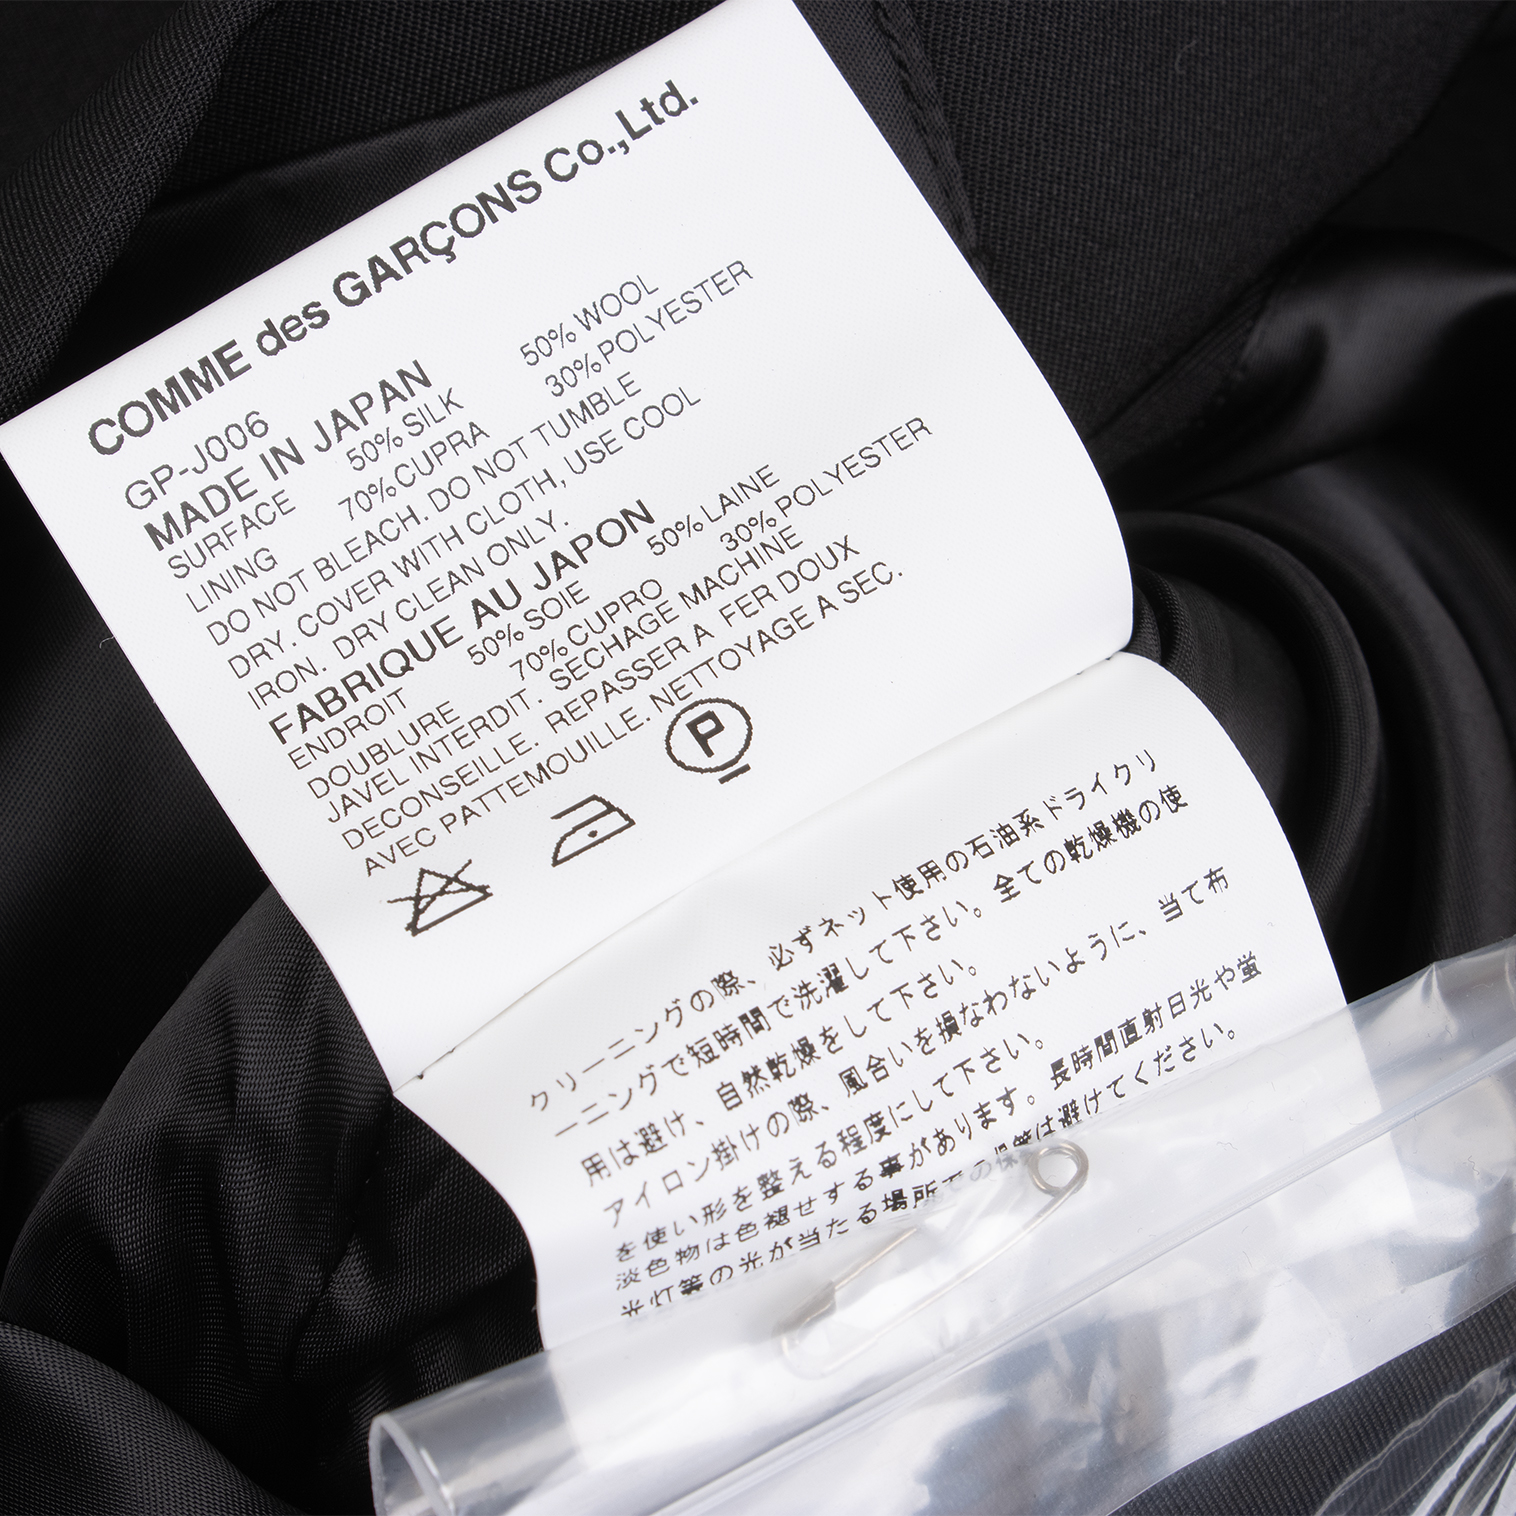 COMME des GARÇONS Co.,Ltd.
GP-J006
MADE IN JAPAN
SURFACE 50% SILK 50% WOOL
LINING 70% CUPRA 30% POLYESTER
DO NOT BLEACH. DO NOT TUMBLE
DRY. COVER WITH CLOTH, USE COOL
IRON. DRY CLEAN ONLY.
FABRIQUE AU JAPON
ENDROIT 50% SOIE 50% LAINE
DOUBLURE 70% CUPRO 30% POLYESTER
JAVEL INTERDIT. SECHAGE MACHINE
DECONSEILLE. REPASSER A FER DOUX
AVEC PATTEMOUILLE. NETTOYAGE A SEC.
P
クリーニングの際、必ずネット使用の石油系ドライクリ
ーニングで短時間で洗濯して下さい。全ての乾燥機の使
用は避け、自然乾燥をして下さい。
アイロン掛けの際、風合いを損なわないように、当て布
を使い形を整える程度にして下さい。
淡色物は色褪せする事があります。長時間直射日光や蛍
光灯等の光が当たる場所での保管は避けてください。